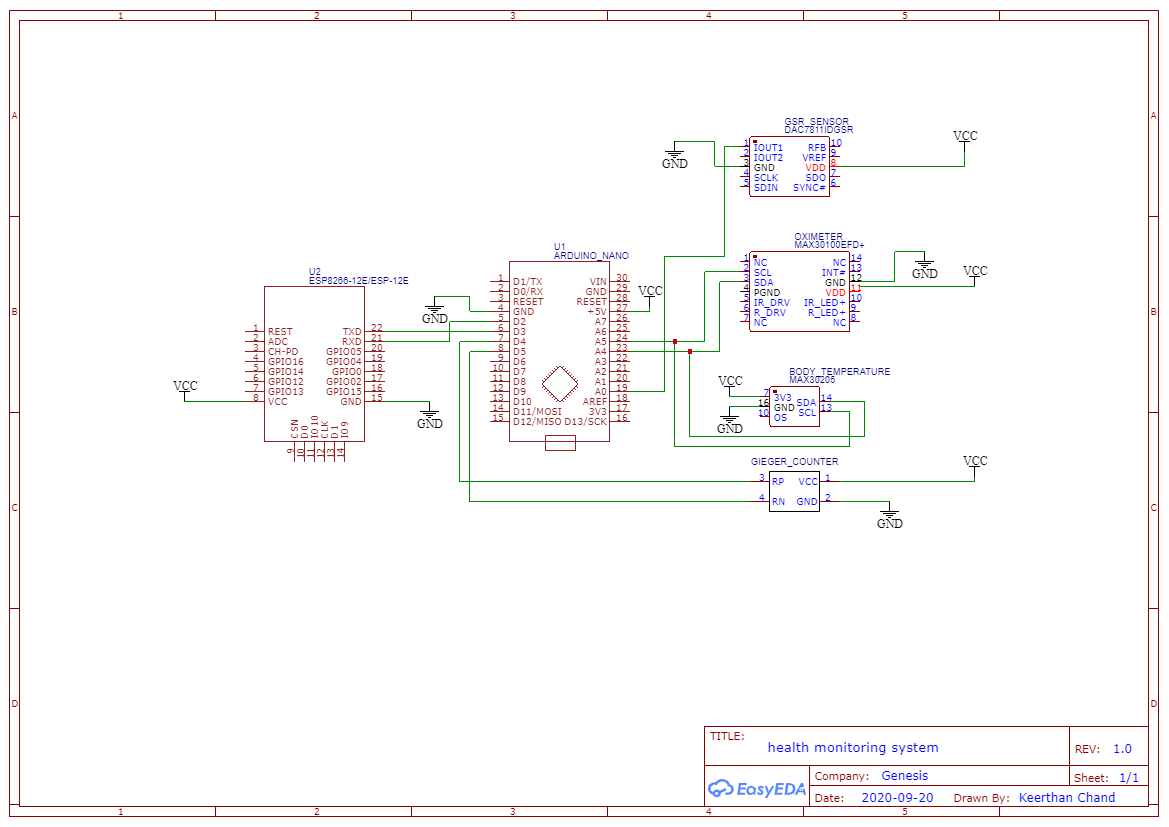 1 2 3 4 5
A A
B B
C C
D D
GSR_SENSOR
DAC7811IDGSR
1 IOUT1 RFB 10
2 IOUT2 VREF 9
3 GND VDD 8
4 SCLK SDO 7
5 SDIN SYNC# 6
GND
VCC
OXIMETER
MAX30100EFD+
1 NC NC 14
2 SCL INT# 13
3 SDA GND 12
4 PGND VDD 11
5 IR_DRV IR_LED+ 10
6 R_DRV R_LED+ 9
7 NC NC 8
GND
VCC
U1
ARDUINO_NANO
1 D1/TX VIN 30
2 D0/RX GND 29
3 RESET RESET 28
4 GND +5V 27
5 D2 A7 26
6 D3 A6 25
7 D4 A5 24
8 D5 A4 23
9 D6 A3 22
10 D7 A2 21
11 D8 A1 20
12 D9 A0 19
13 D10 AREF 18
14 D11/MOSI 3V3 17
15 D12/MISO D13/SCK 16
GND
VCC
U2
ESP8266-12E/ESP-12E
1 REST TXD 22
2 ADC RXD 21
3 CH-PD GPIO05 20
4 GPIO16 GPIO04 19
5 GPIO14 GPIO0 18
6 GPIO12 GPIO02 17
7 GPIO13 GPIO15 16
8 VCC GND 15
CSN D0 IO10 CLK D1 IO9
9 10 11 12 13 14
VCC
GND
BODY_TEMPERATURE
MAX30205
7 3V3 SDA 14
16 GND SCL 13
10 OS
VCC
GND
GIEGER_COUNTER
3 RP VCC 1
4 RN GND 2
VCC
GND
TITLE:
health monitoring system
REV: 1.0
EasyEDA
Company: Genesis
Sheet: 1/1
Date: 2020-09-20 Drawn By: Keerthan Chand
1 2 3 4 5